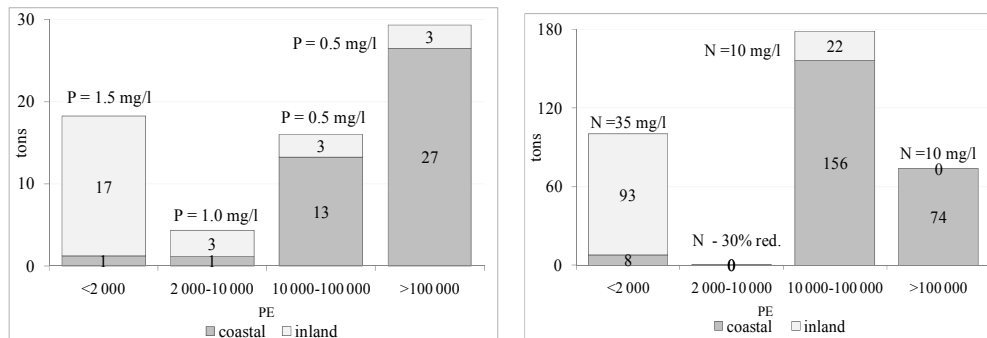 30
20
10
0
tons
P = 1.5 mg/l
17
1
P = 1.0 mg/l
3
1
P = 0.5 mg/l
3
13
P = 0.5 mg/l
3
27
<2 000
2 000-10 000
10 000-100 000
>100 000
PE
coastal
inland
180
120
60
0
tons
N =35 mg/l
93
8
N - 30% red.
0
0
N =10 mg/l
22
156
N =10 mg/l
0
74
<2 000
2 000-10 000
10 000-100 000
>100 000
PE
coastal
inland